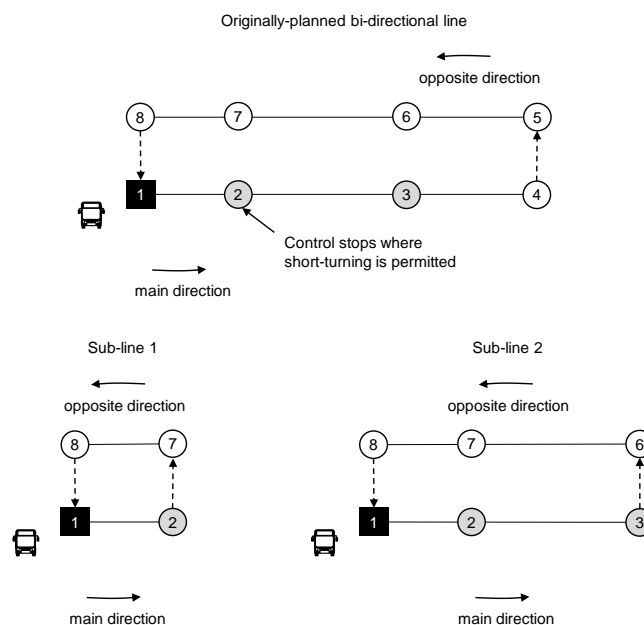 Originally-planned bi-directional line
opposite direction
8 7 6 5
1 2 3 4
Control stops where
short-turning is permitted
main direction
Sub-line 1
opposite direction
8 7
1 2
main direction
Sub-line 2
opposite direction
8 7 6
1 2 3
main direction